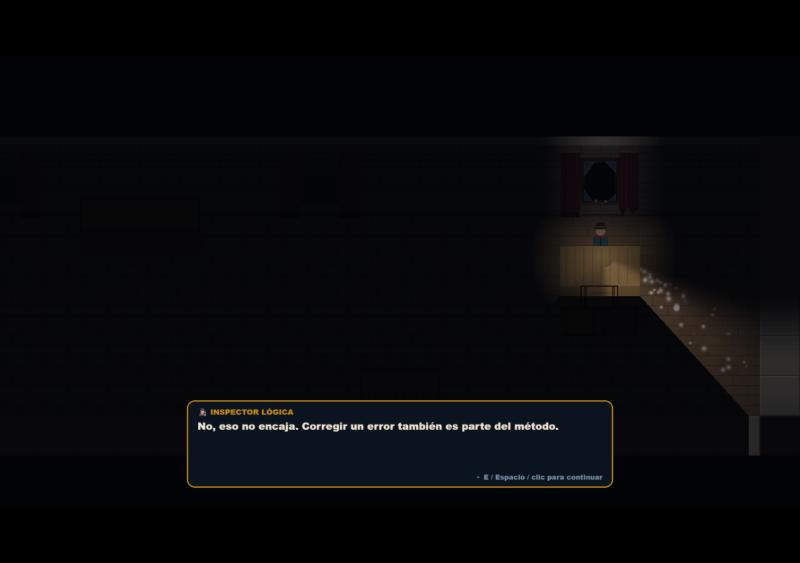 INSPECTOR LÓGICA
No, eso no encaja. Corregir un error también es parte del método.
E / Espacio / clic para continuar